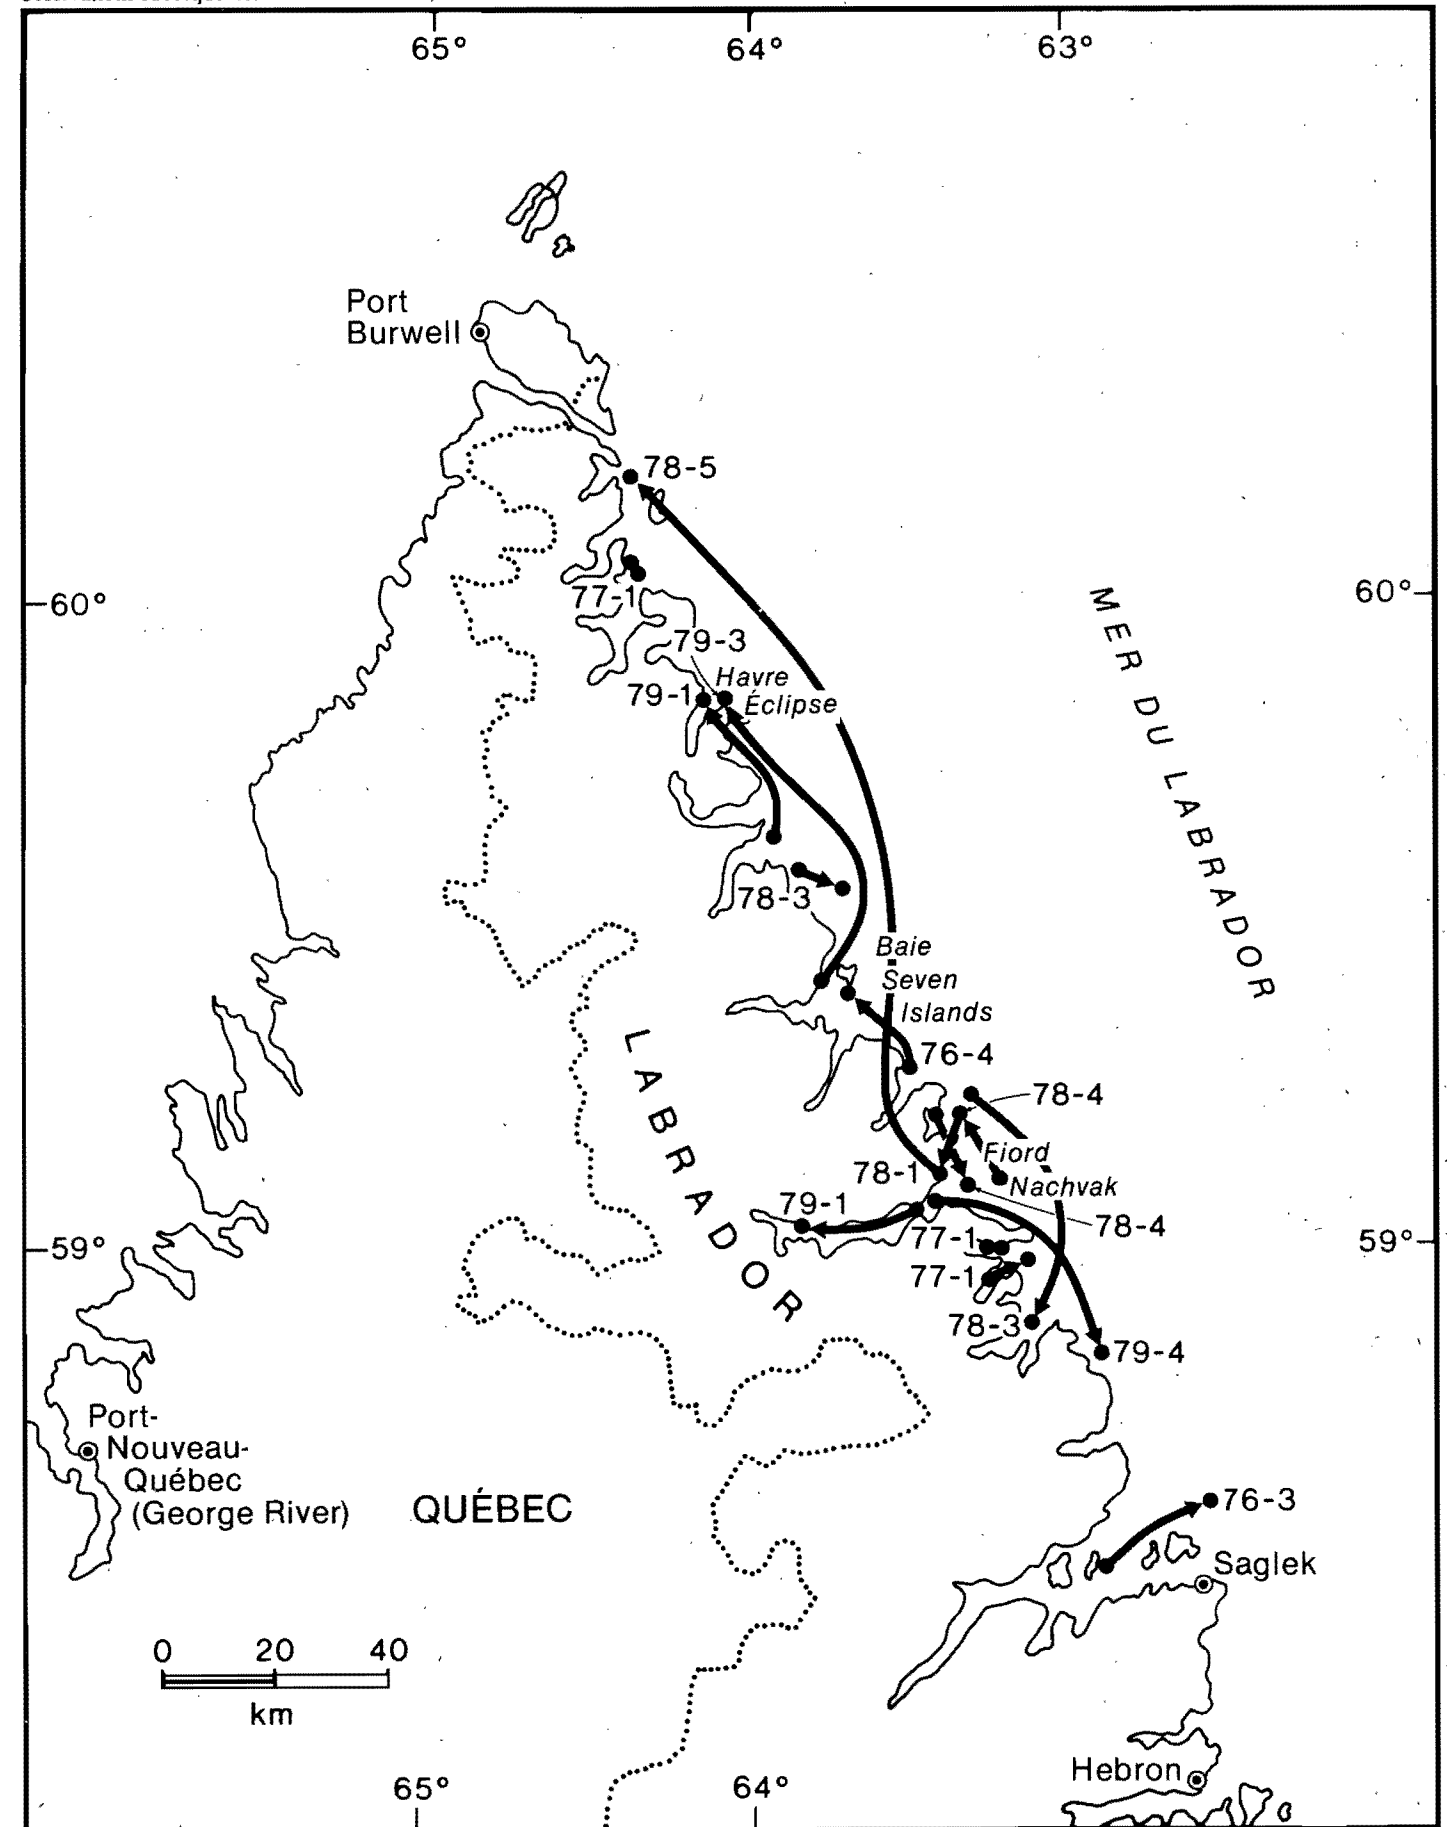 65° 64° 63°
Port
Burwell
78-5
77-1
60° 60°
79-3
Havre
79-1
Éclipse
MER DU LABRADOR
78-3
Baie
Seven
Islands
LABRADOR
76-4
78-4
Fiord
78-1
Nachvak
79-1
78-4
77-1
59° 59°
77-1
78-3
79-4
Port-
Nouveau-
Québec
(George River)
QUÉBEC
76-3
Saglek
0 20 40
km
Hebron
65° 64°